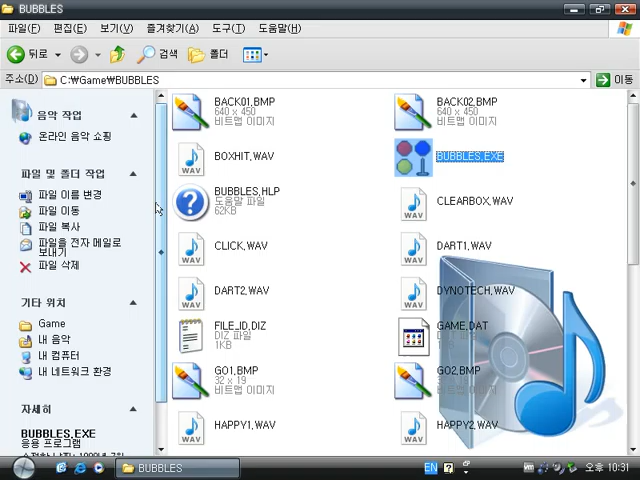 BUBBLES
파일(F) 편집(E) 보기(V) 즐겨찾기(A) 도구(T) 도움말(H)
뒤로 검색 폴더
주소(D) C:₩Game₩BUBBLES 이동
음악 작업
온라인 음악 쇼핑
파일 및 폴더 작업
파일 이름 변경
파일 이동
파일 복사
파일을 전자 메일로
보내기
파일 삭제
기타 위치
Game
내 음악
내 컴퓨터
내 네트워크 환경
자세히
BUBBLES.EXE
응용 프로그램
BACK01.BMP
640 x 450
비트맵 이미지
BACK02.BMP
640 x 450
비트맵 이미지
BOXHIT.WAV
BUBBLES.EXE
BUBBLES.HLP
도움말 파일
62KB
CLEARBOX.WAV
CLICK.WAV
DART1.WAV
DART2.WAV
DYNOTECH.WAV
FILE_ID.DIZ
DIZ 파일
1KB
GAME.DAT
GO1.BMP
32 x 19
비트맵 이미지
GO2.BMP
비트맵 이미지
HAPPY1.WAV
HAPPY2.WAV
BUBBLES
EN
오후 10:31